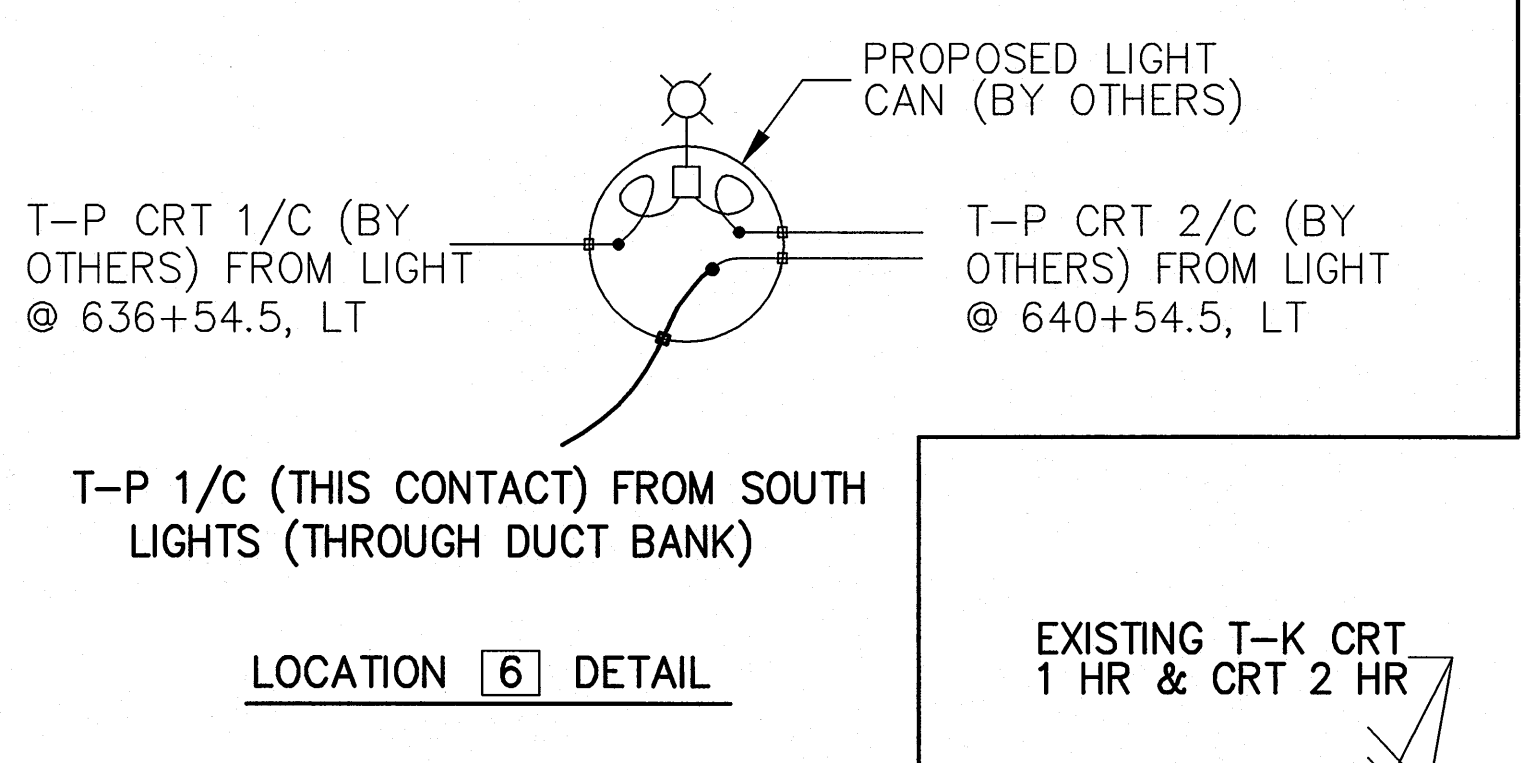 PROPOSED LIGHT
CAN (BY OTHERS)
T-P CRT 1/C (BY
OTHERS) FROM LIGHT
@ 636+54.5, LT
T-P CRT 2/C (BY
OTHERS) FROM LIGHT
@ 640+54.5, LT
T-P 1/C (THIS CONTACT) FROM SOUTH
LIGHTS (THROUGH DUCT BANK)
LOCATION 6 DETAIL
EXISTING T-K CRT
1 HR & CRT 2 HR